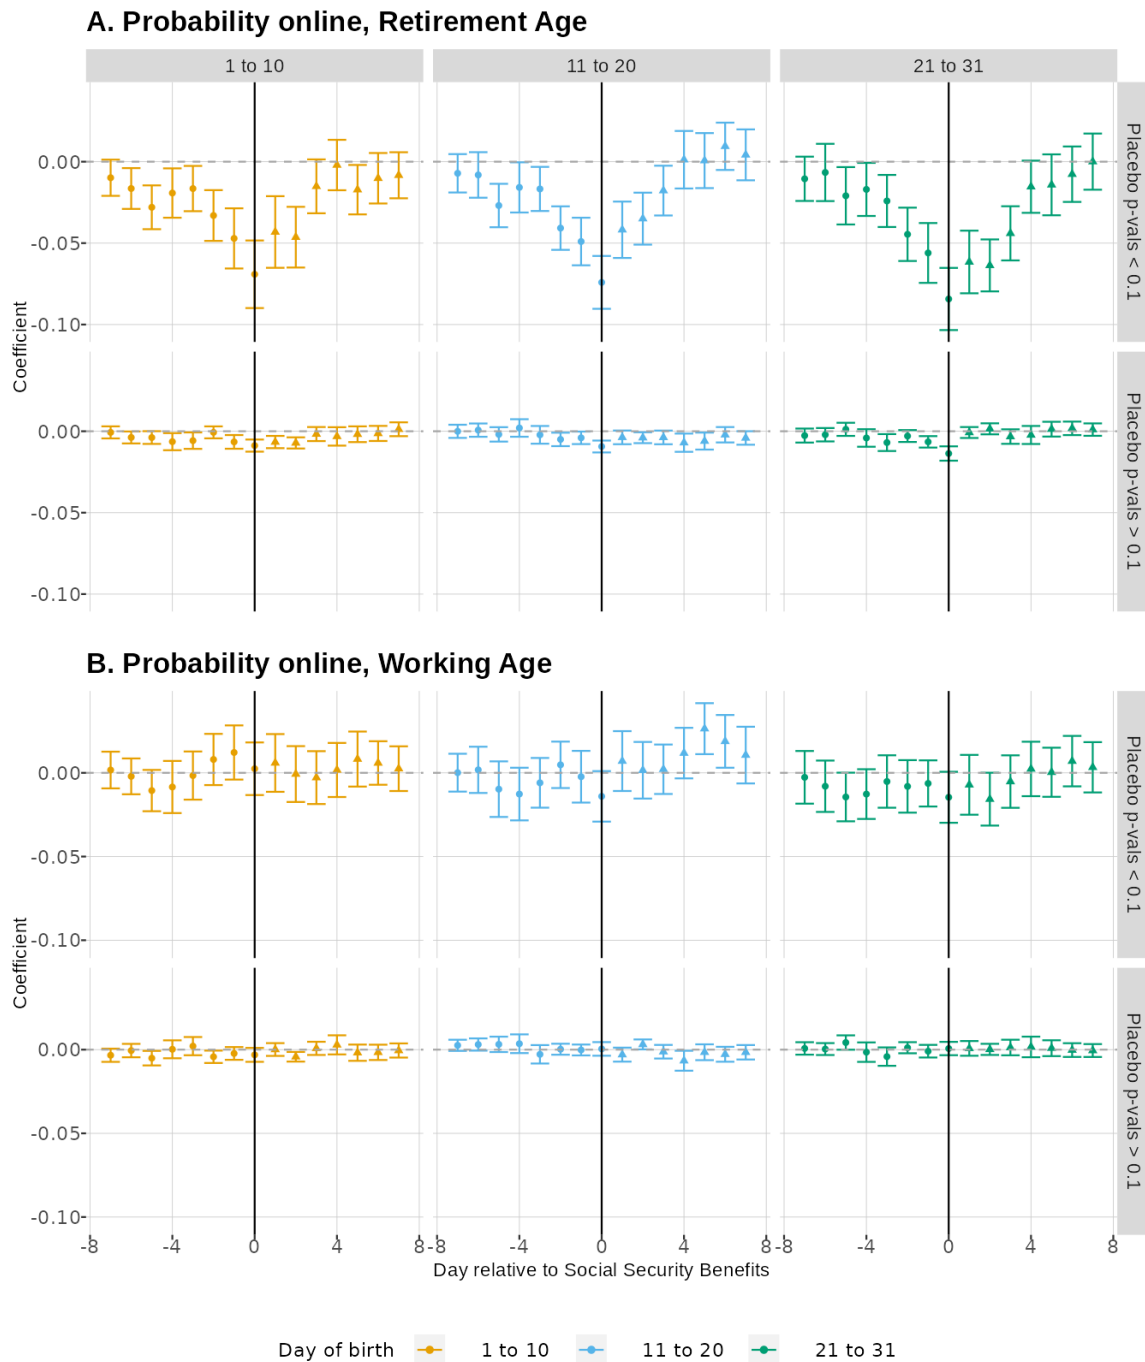 A. Probability online, Retirement Age
1 to 10
11 to 20
21 to 31
0.00
-0.05
-0.10
Placebo p-vals < 0.1
Coefficient
0.00
-0.05
-0.10
Placebo p-vals > 0.1
B. Probability online, Working Age
0.00
-0.05
-0.10
Placebo p-vals < 0.1
Coefficient
0.00
-0.05
-0.10
Placebo p-vals > 0.1
-8 -4 0 4 8 -8 -4 0 4 8 -8 -4 0 4 8
Day relative to Social Security Benefits
Day of birth 1 to 10 11 to 20 21 to 31